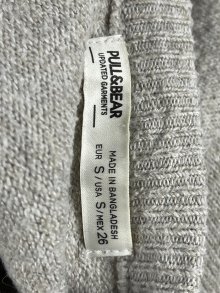 PULL&BEAR
UPDATED GARMENTS
MADE IN BANGLADESH
EUR S/USA S/MEX 26